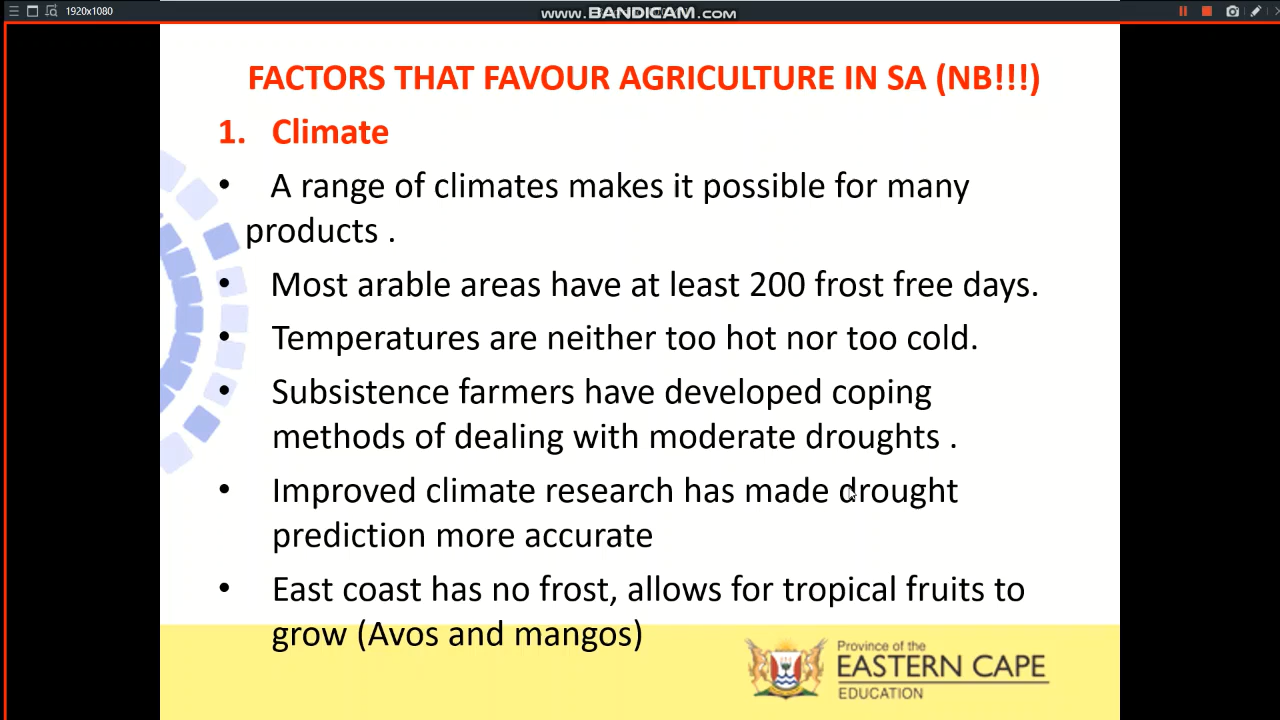 1920x1080
www.BANDICAM.com
FACTORS THAT FAVOUR AGRICULTURE IN SA (NB!!!)
1. Climate
• A range of climates makes it possible for many
products .
• Most arable areas have at least 200 frost free days.
• Temperatures are neither too hot nor too cold.
• Subsistence farmers have developed coping
methods of dealing with moderate droughts .
• Improved climate research has made drought
prediction more accurate
• East coast has no frost, allows for tropical fruits to
grow (Avos and mangos)
Province of the
EASTERN CAPE
EDUCATION